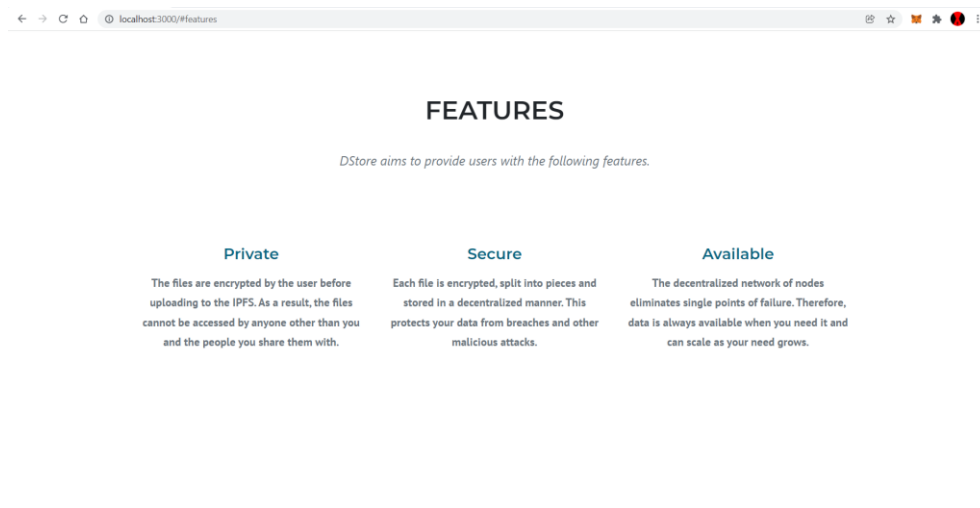 localhost:3000/#features
FEATURES
DStore aims to provide users with the following features.
Private
The files are encrypted by the user before
uploading to the IPFS. As a result, the files
cannot be accessed by anyone other than you
and the people you share them with.
Secure
Each file is encrypted, split into pieces and
stored in a decentralized manner. This
protects your data from breaches and other
malicious attacks.
Available
The decentralized network of nodes
eliminates single points of failure. Therefore,
data is always available when you need it and
can scale as your need grows.